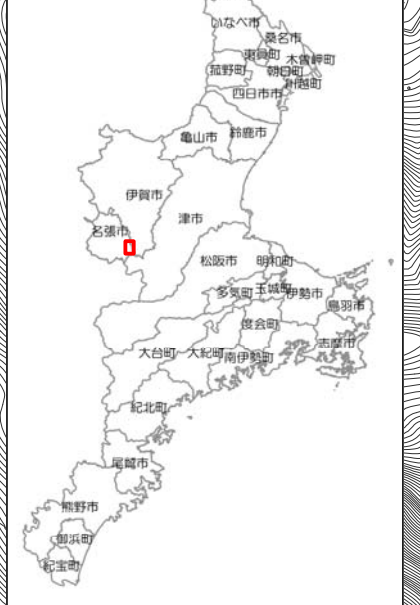 いなべ市
桑名市
東員町
木曽岬町
菰野町
朝日町
川越町
四日市市
亀山市
鈴鹿市
伊賀市
津市
名張市
松阪市
明和町
多気町
玉城町
伊勢市
鳥羽市
度会町
志摩市
大台町
大紀町
南伊勢町
紀北町
尾鷲市
熊野市
御浜町
紀宝町